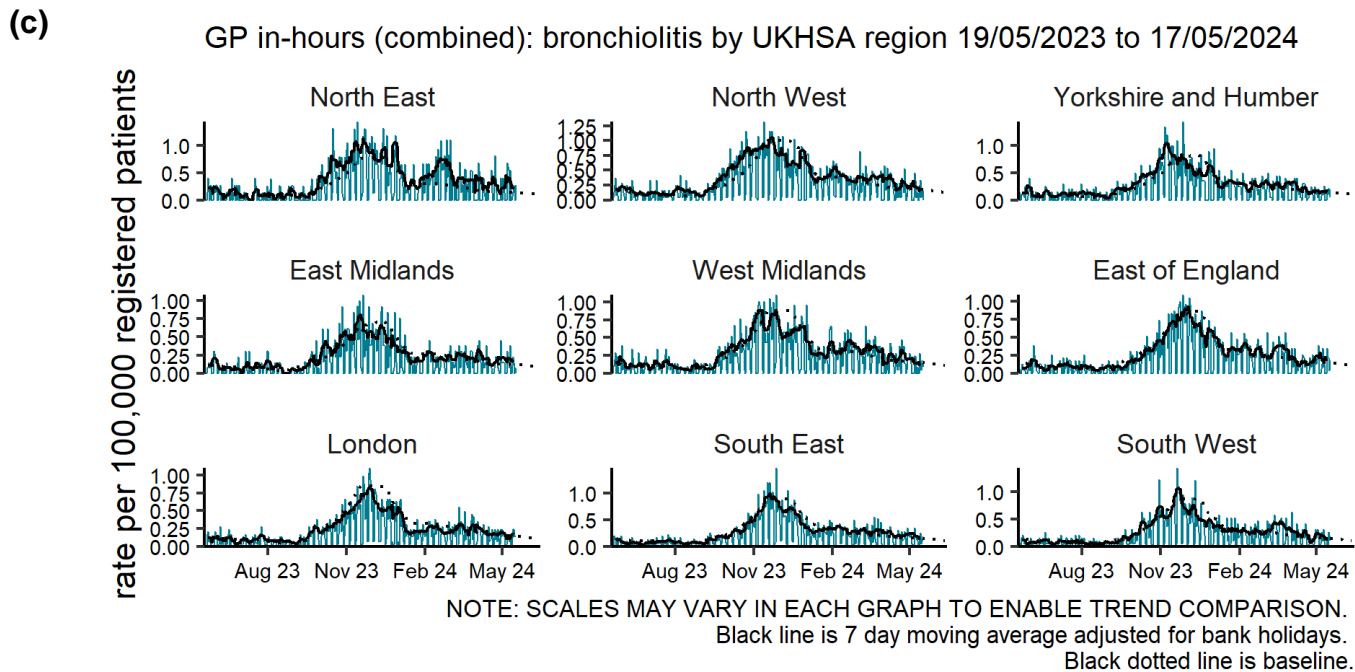 (c)
GP in-hours (combined): bronchiolitis by UKHSA region 19/05/2023 to 17/05/2024
rate per 100,000 registered patients
North East
1.0
0.5
0.0
North West
1.25
1.00
0.75
0.50
0.25
0.00
Yorkshire and Humber
1.0
0.5
0.0
East Midlands
1.00
0.75
0.50
0.25
0.00
West Midlands
1.00
0.75
0.50
0.25
0.00
East of England
1.00
0.75
0.50
0.25
0.00
London
1.00
0.75
0.50
0.25
0.00
South East
1.0
0.5
0.0
South West
1.0
0.5
0.0
Aug 23 Nov 23 Feb 24 May 24
Aug 23 Nov 23 Feb 24 May 24
Aug 23 Nov 23 Feb 24 May 24
NOTE: SCALES MAY VARY IN EACH GRAPH TO ENABLE TREND COMPARISON.
Black line is 7 day moving average adjusted for bank holidays.
Black dotted line is baseline.